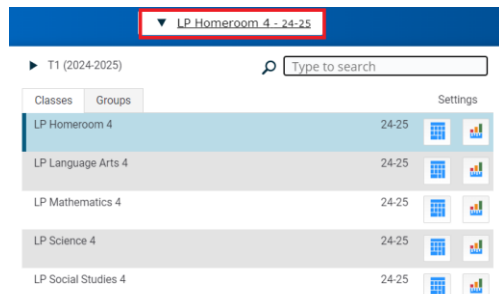 ▼ LP Homeroom 4 - 24-25
▶ T1 (2024-2025) Type to search
Classes Groups Settings
LP Homeroom 4 24-25
LP Language Arts 4 24-25
LP Mathematics 4 24-25
LP Science 4 24-25
LP Social Studies 4 24-25